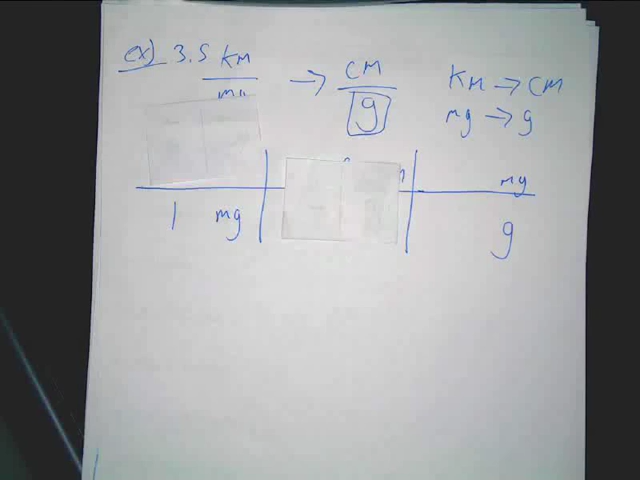 ex) 3.5 KM → CM KM → CM
g mg → g
mg
1 mg g